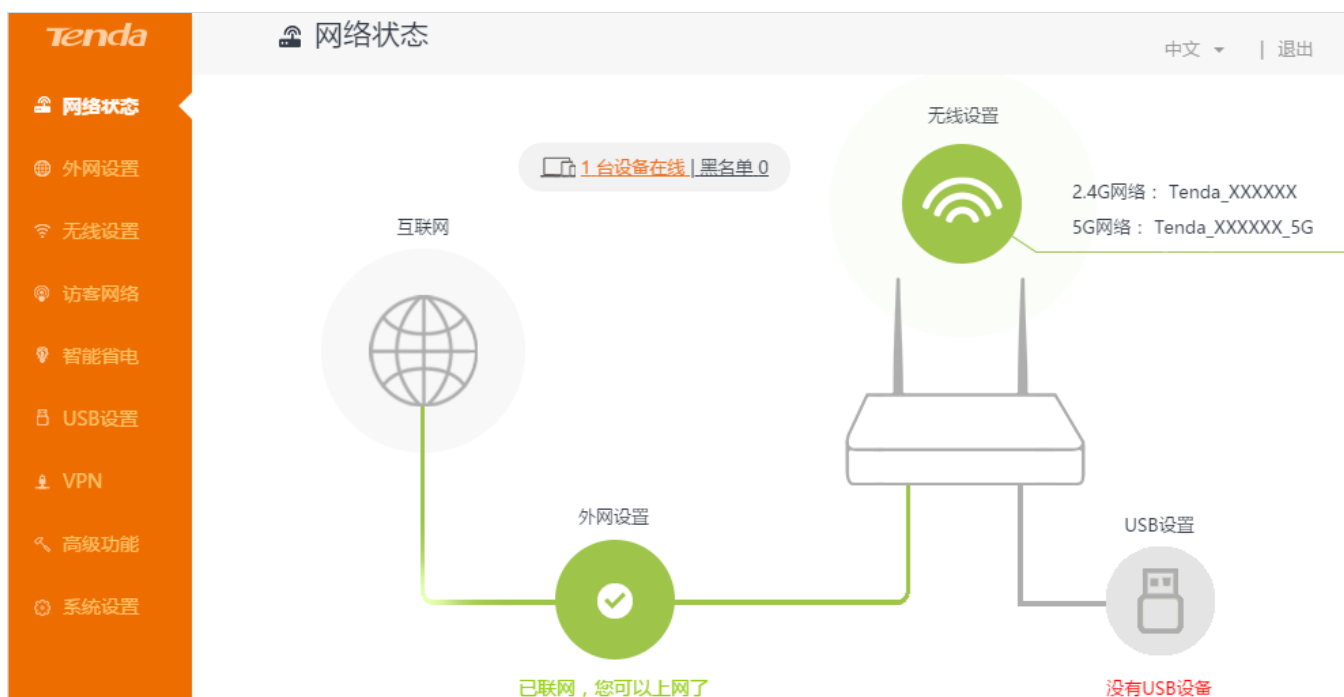 Tenda
网络状态
中文 | 退出
网络状态
外网设置
无线设置
访客网络
智能省电
USB设置
VPN
高级功能
系统设置
无线设置
1 台设备在线 | 黑名单 0
2.4G网络： Tenda_XXXXXX
5G网络： Tenda_XXXXXX_5G
互联网
外网设置
USB设置
已联网，您可以上网了
没有USB设备